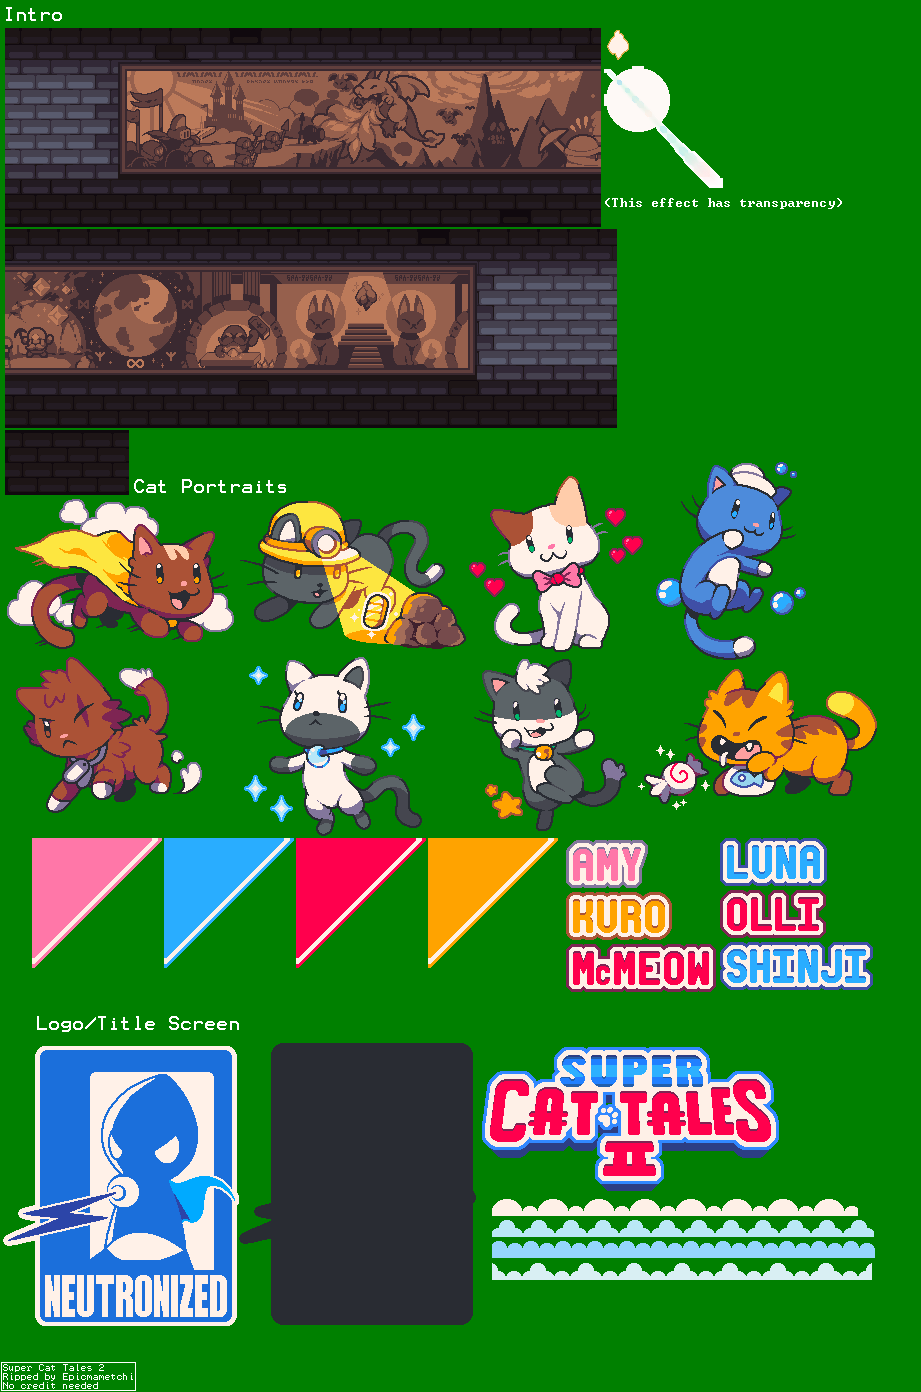 Intro
(This effect has transparency)
Cat Portraits
AMY
LUNA
KURO
OLLI
McMEOW
SHINJI
Logo/Title Screen
SUPER
CAT TALES
II
NEUTRONIZED
Super Cat Tales 2
Ripped by Epicmametchi
No credit needed